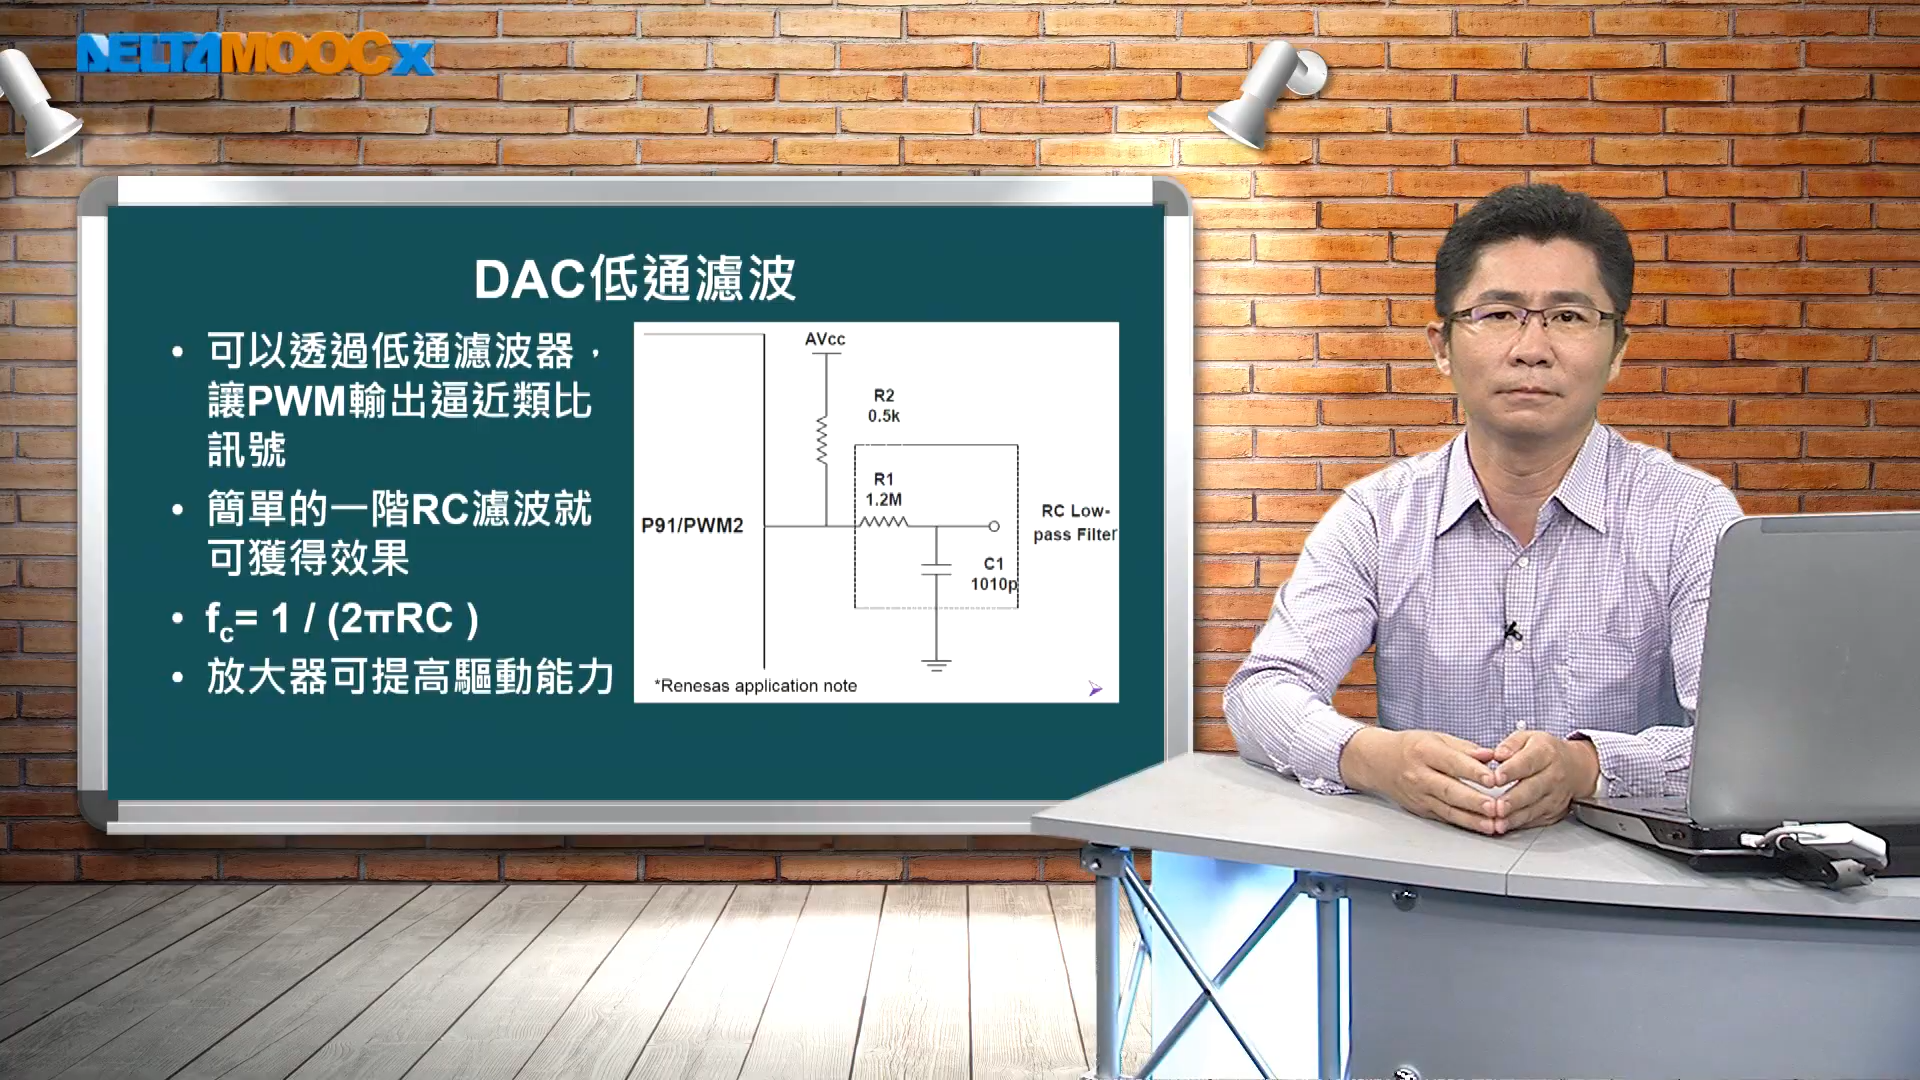 DELTAMOOCx
DAC低通濾波
• 可以透過低通濾波器，
讓PWM輸出逼近類比
訊號
• 簡單的一階RC濾波就
可獲得效果
• fc= 1 / (2πRC )
• 放大器可提高驅動能力
AVcc
R2
0.5k
R1
1.2M
P91/PWM2
RC Low-
pass Filter
C1
1010p
*Renesas application note